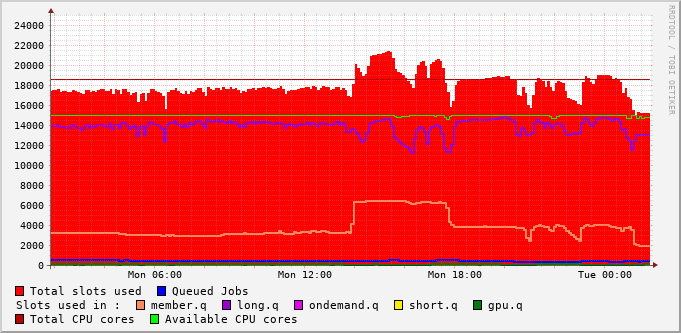 RRDTOOL / TOBI OETIKER
24000
22000
20000
18000
16000
14000
12000
10000
8000
6000
4000
2000
0
Mon 06:00 Mon 12:00 Mon 18:00 Tue 00:00
Total slots used Queued Jobs
Slots used in : member.q long.q ondemand.q short.q gpu.q
Total CPU cores Available CPU cores